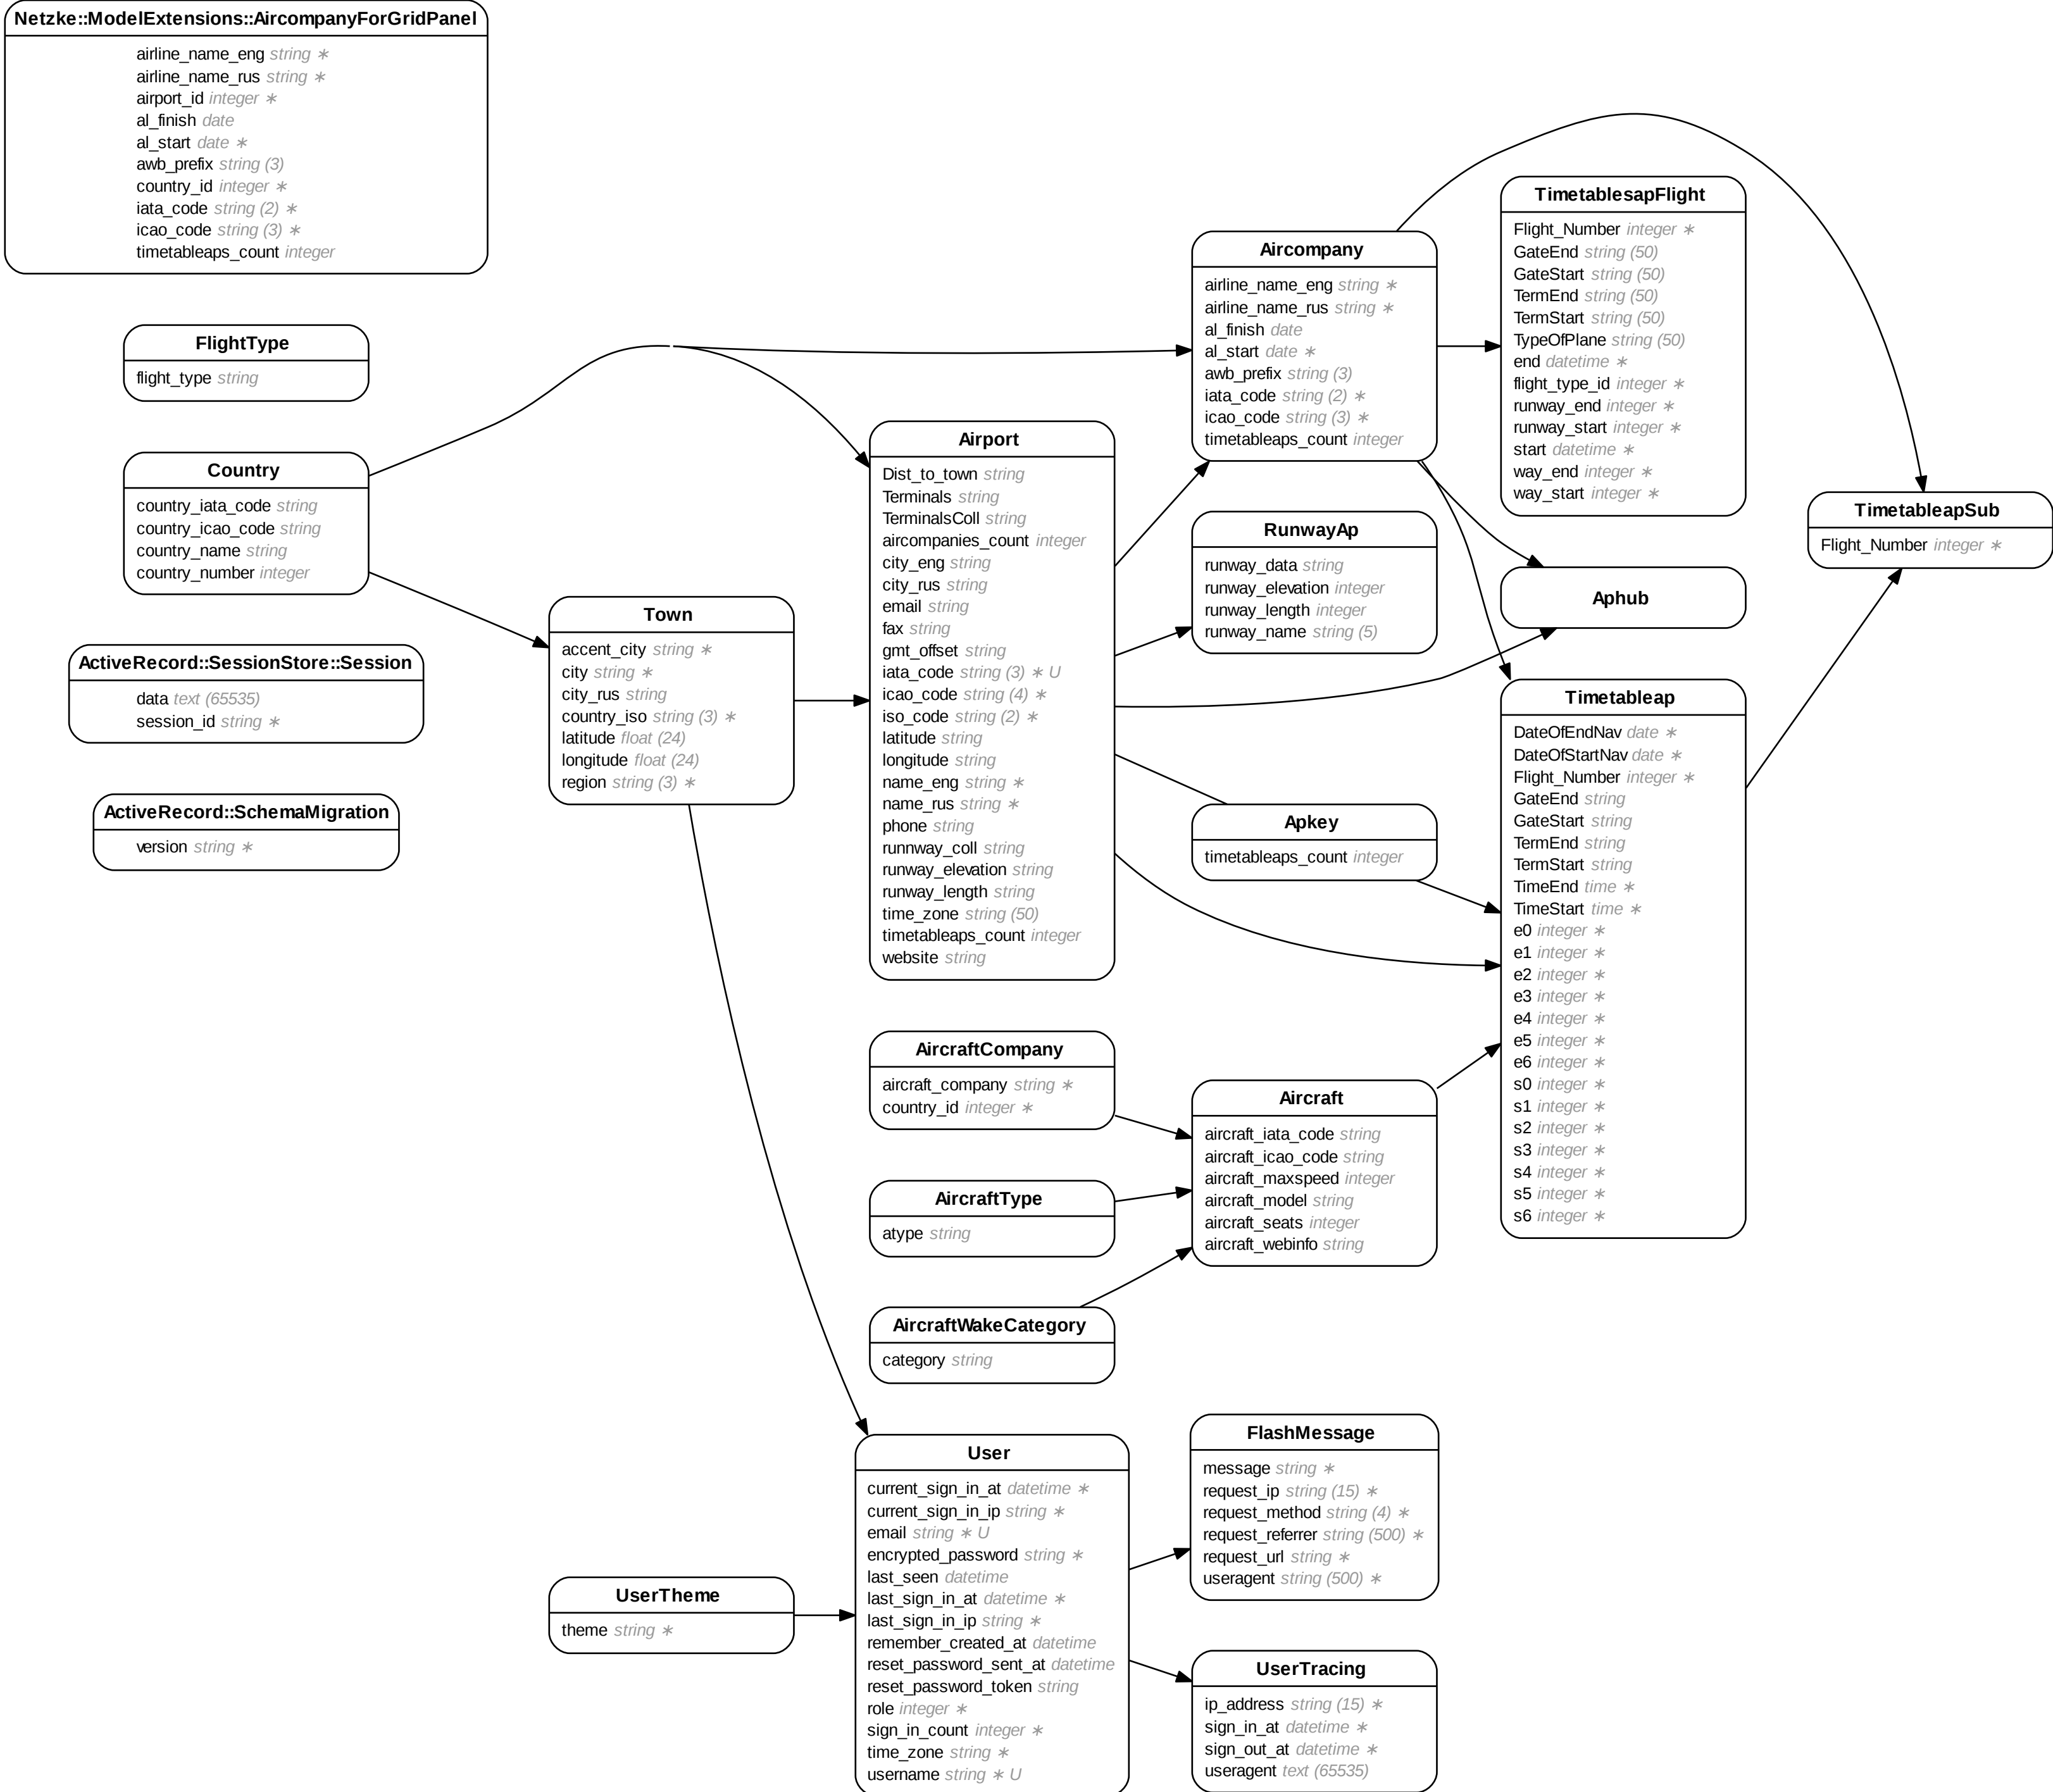 Netzke::ModelExtensions::AircompanyForGridPanel
airline_name_eng string ∗
airline_name_rus string ∗
airport_id integer ∗
al_finish date
al_start date ∗
awb_prefix string (3)
country_id integer ∗
iata_code string (2) ∗
icao_code string (3) ∗
timetableaps_count integer
FlightType
flight_type string
Country
country_iata_code string
country_icao_code string
country_name string
country_number integer
ActiveRecord::SessionStore::Session
data text (65535)
session_id string ∗
ActiveRecord::SchemaMigration
version string ∗
Town
accent_city string ∗
city string ∗
city_rus string
country_iso string (3) ∗
latitude float (24)
longitude float (24)
region string (3) ∗
UserTheme
theme string ∗
Airport
Dist_to_town string
Terminals string
TerminalsColl string
aircompanies_count integer
city_eng string
city_rus string
email string
fax string
gmt_offset string
iata_code string (3) ∗ U
icao_code string (4) ∗
iso_code string (2) ∗
latitude string
longitude string
name_eng string ∗
name_rus string ∗
phone string
runnway_coll string
runway_elevation string
runway_length string
time_zone string (50)
timetableaps_count integer
website string
AircraftCompany
aircraft_company string ∗
country_id integer ∗
AircraftType
atype string
AircraftWakeCategory
category string
User
current_sign_in_at datetime ∗
current_sign_in_ip string ∗
email string ∗ U
encrypted_password string ∗
last_seen datetime
last_sign_in_at datetime ∗
last_sign_in_ip string ∗
remember_created_at datetime
reset_password_sent_at datetime
reset_password_token string
role integer ∗
sign_in_count integer ∗
time_zone string ∗
username string ∗ U
Aircompany
airline_name_eng string ∗
airline_name_rus string ∗
al_finish date
al_start date ∗
awb_prefix string (3)
iata_code string (2) ∗
icao_code string (3) ∗
timetableaps_count integer
RunwayAp
runway_data string
runway_elevation integer
runway_length integer
runway_name string (5)
Apkey
timetableaps_count integer
Aircraft
aircraft_iata_code string
aircraft_icao_code string
aircraft_maxspeed integer
aircraft_model string
aircraft_seats integer
aircraft_webinfo string
FlashMessage
message string ∗
request_ip string (15) ∗
request_method string (4) ∗
request_referrer string (500) ∗
request_url string ∗
useragent string (500) ∗
UserTracing
ip_address string (15) ∗
sign_in_at datetime ∗
sign_out_at datetime ∗
useragent text (65535)
TimetablesapFlight
Flight_Number integer ∗
GateEnd string (50)
GateStart string (50)
TermEnd string (50)
TermStart string (50)
TypeOfPlane string (50)
end datetime ∗
flight_type_id integer ∗
runway_end integer ∗
runway_start integer ∗
start datetime ∗
way_end integer ∗
way_start integer ∗
Aphub
Timetableap
DateOfEndNav date ∗
DateOfStartNav date ∗
Flight_Number integer ∗
GateEnd string
GateStart string
TermEnd string
TermStart string
TimeEnd time ∗
TimeStart time ∗
e0 integer ∗
e1 integer ∗
e2 integer ∗
e3 integer ∗
e4 integer ∗
e5 integer ∗
e6 integer ∗
s0 integer ∗
s1 integer ∗
s2 integer ∗
s3 integer ∗
s4 integer ∗
s5 integer ∗
s6 integer ∗
TimetableapSub
Flight_Number integer ∗